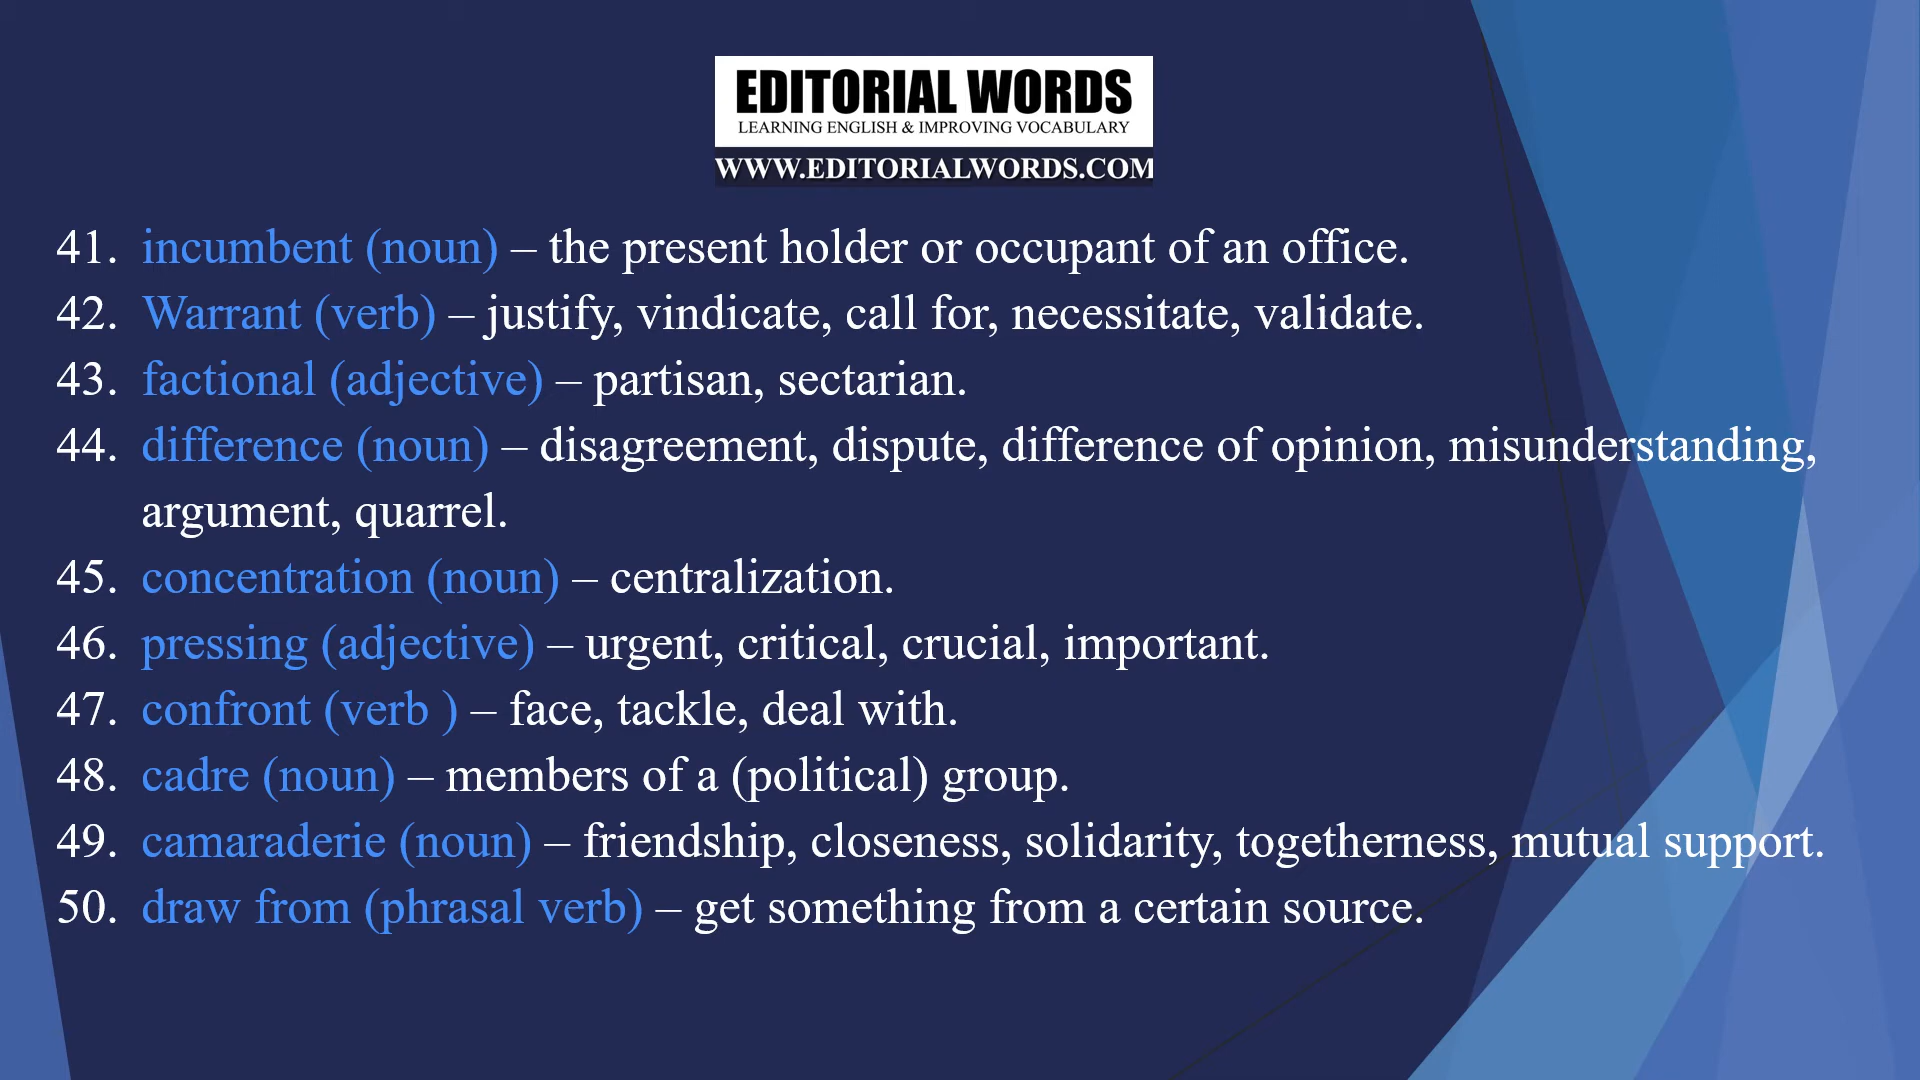 EDITORIAL WORDS
LEARNING ENGLISH & IMPROVING VOCABULARY
WWW.EDITORIALWORDS.COM
41. incumbent (noun) – the present holder or occupant of an office.
42. Warrant (verb) – justify, vindicate, call for, necessitate, validate.
43. factional (adjective) – partisan, sectarian.
44. difference (noun) – disagreement, dispute, difference of opinion, misunderstanding,
argument, quarrel.
45. concentration (noun) – centralization.
46. pressing (adjective) – urgent, critical, crucial, important.
47. confront (verb ) – face, tackle, deal with.
48. cadre (noun) – members of a (political) group.
49. camaraderie (noun) – friendship, closeness, solidarity, togetherness, mutual support.
50. draw from (phrasal verb) – get something from a certain source.